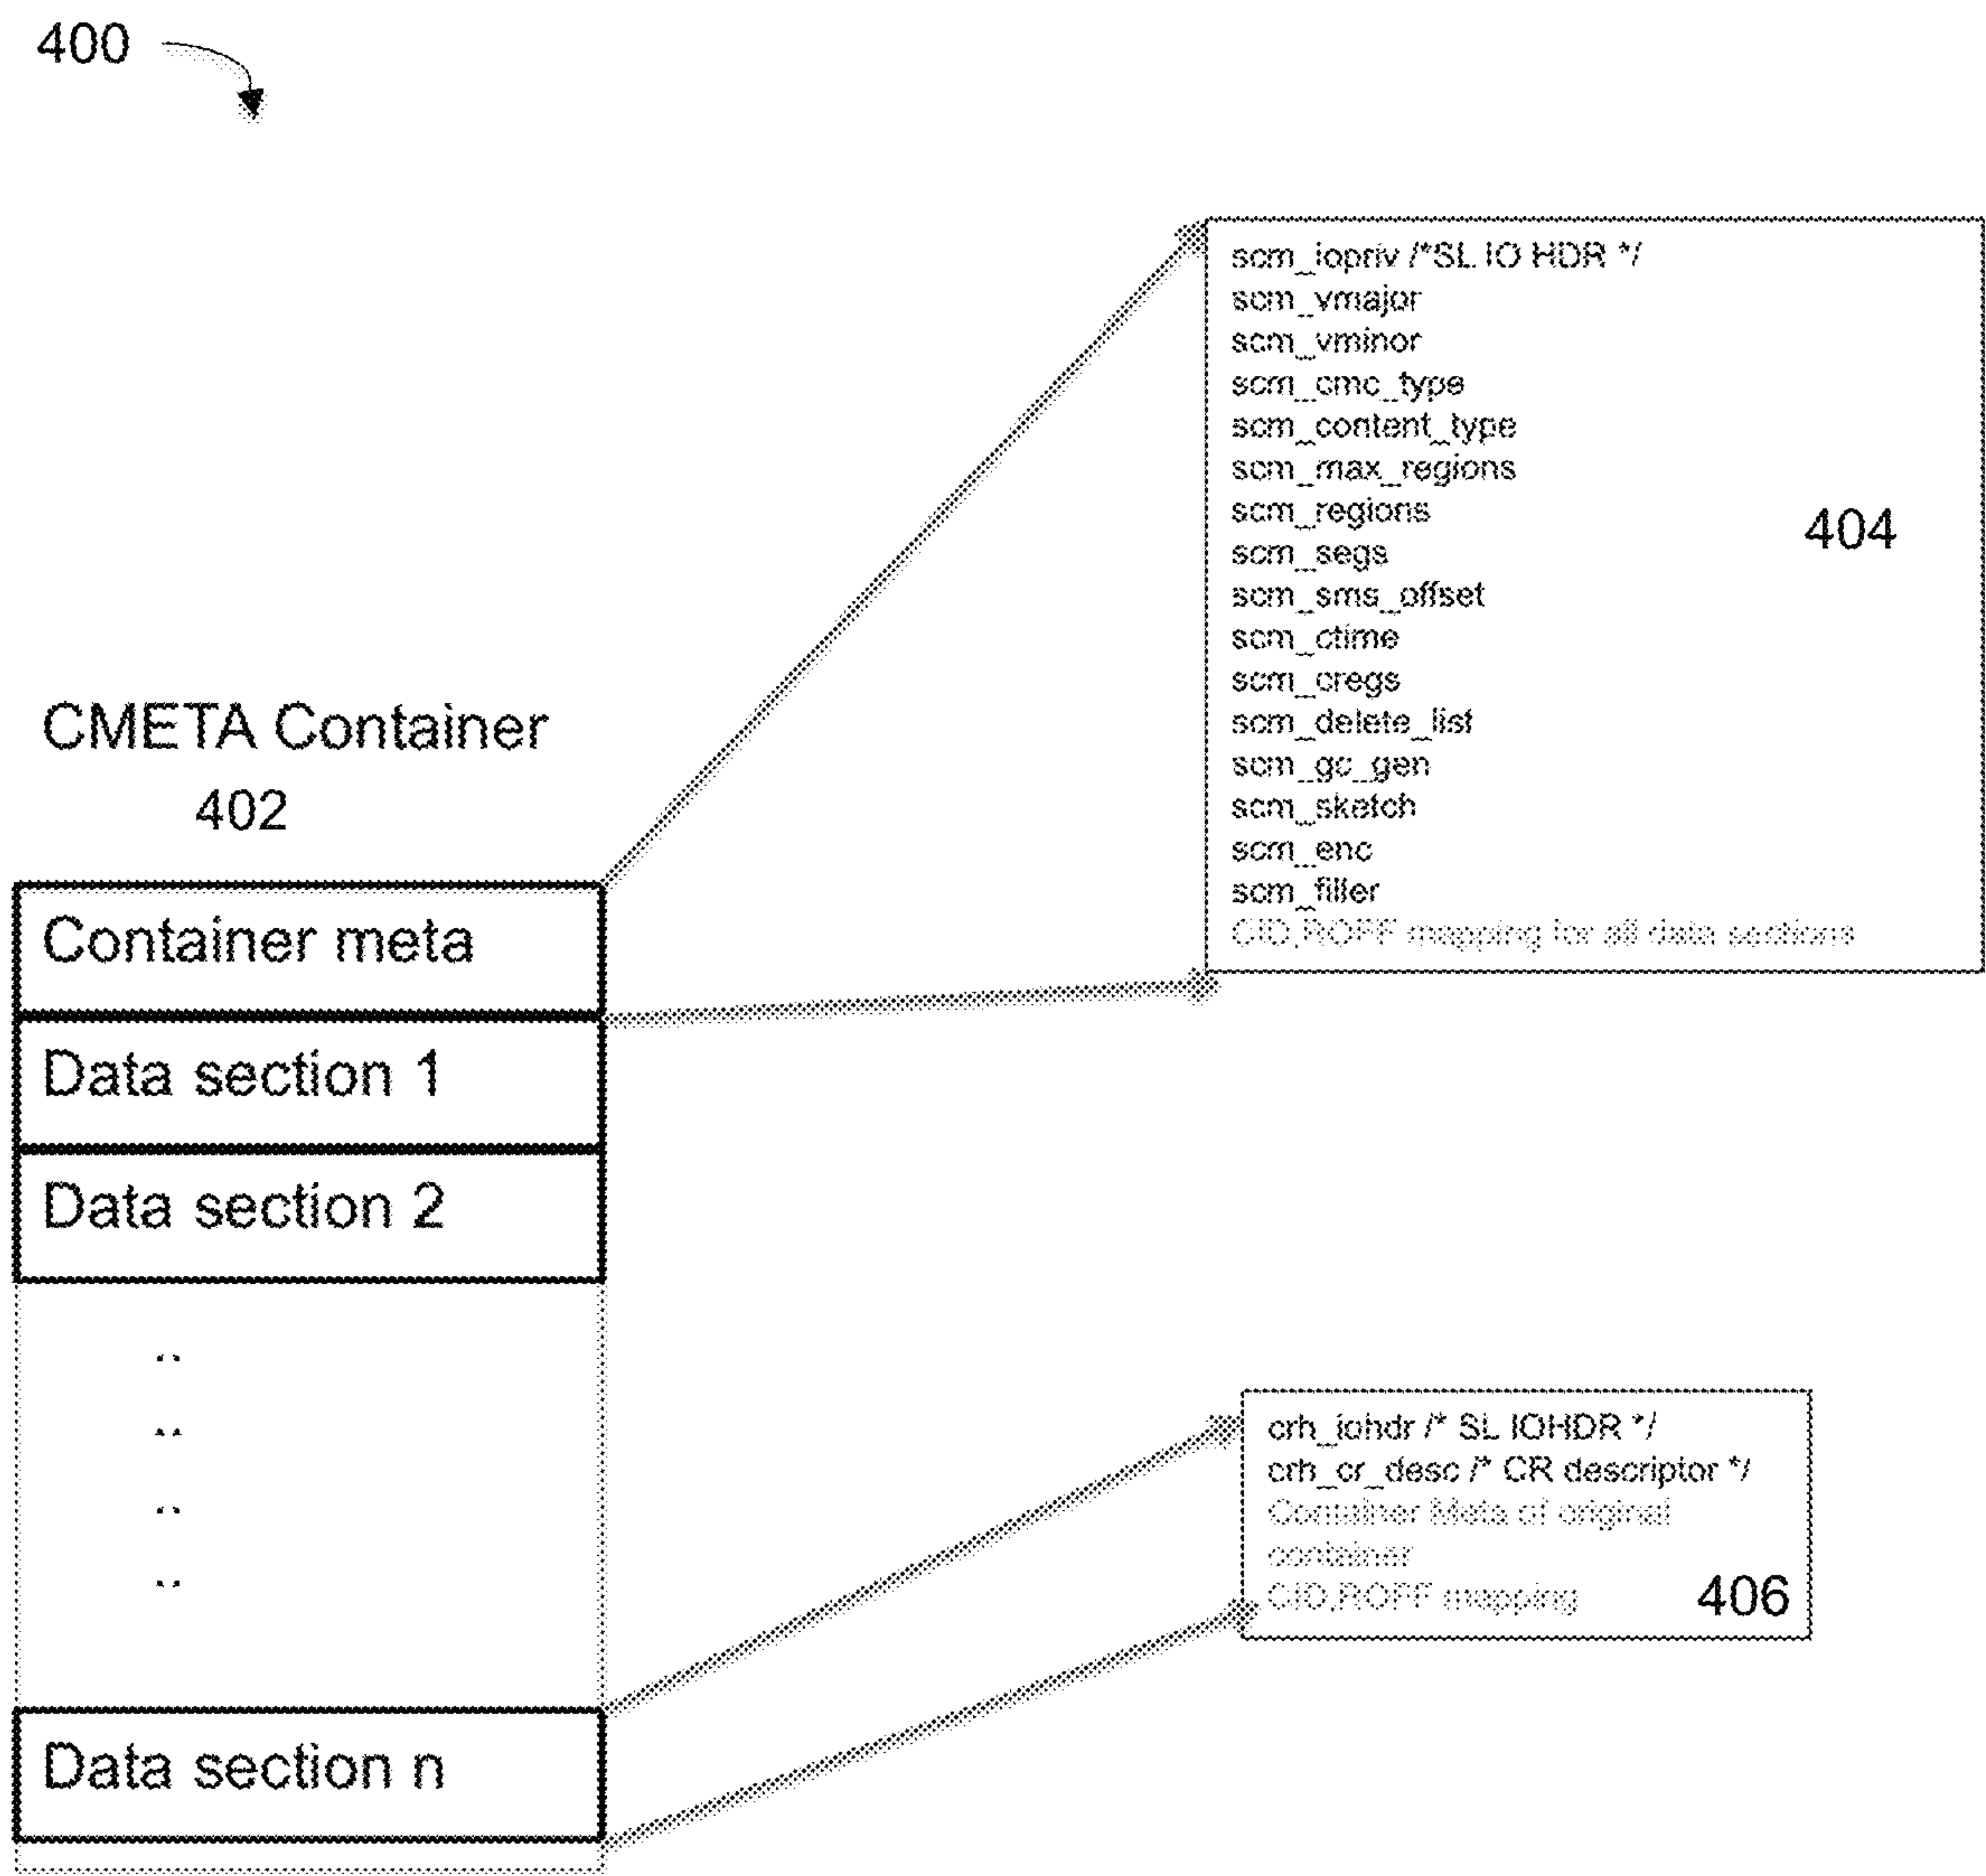 400
scm_iopriv /*SL IO HDR */
scm_vmajor
scm_vminor
scm_cmc_type
scm_content_type
scm_max_regions
scm_regions
scm_segs
scm_sms_offset
scm_ctime
scm_cregs
scm_delete_list
scm_gc_gen
scm_sketch
scm_enc
scm_filler
CID,ROFF mapping for all data sections
404
CMETA Container
402
Container meta
Data section 1
Data section 2
..
..
..
..
Data section n
crh_iohdr /* SL IOHDR */
crh_cr_desc /* CR descriptor */
Container Meta of original
container
CID,ROFF mapping
406